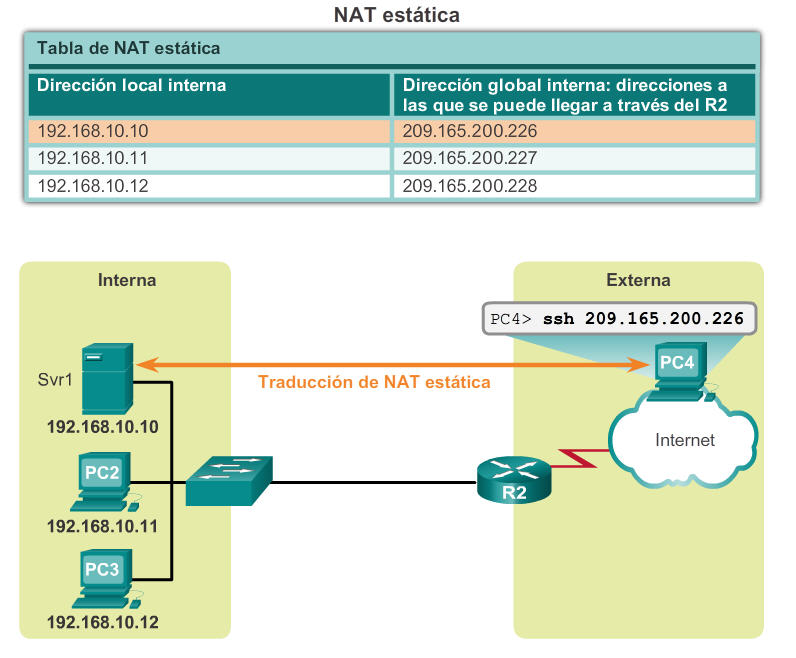 NAT estática
Tabla de NAT estática
Dirección local interna
Dirección global interna: direcciones a
las que se puede llegar a través del R2
192.168.10.10
209.165.200.226
192.168.10.11
209.165.200.227
192.168.10.12
209.165.200.228
Interna
Externa
PC4> ssh 209.165.200.226
PC4
Svr1
Traducción de NAT estática
192.168.10.10
Internet
PC2
R2
192.168.10.11
PC3
192.168.10.12